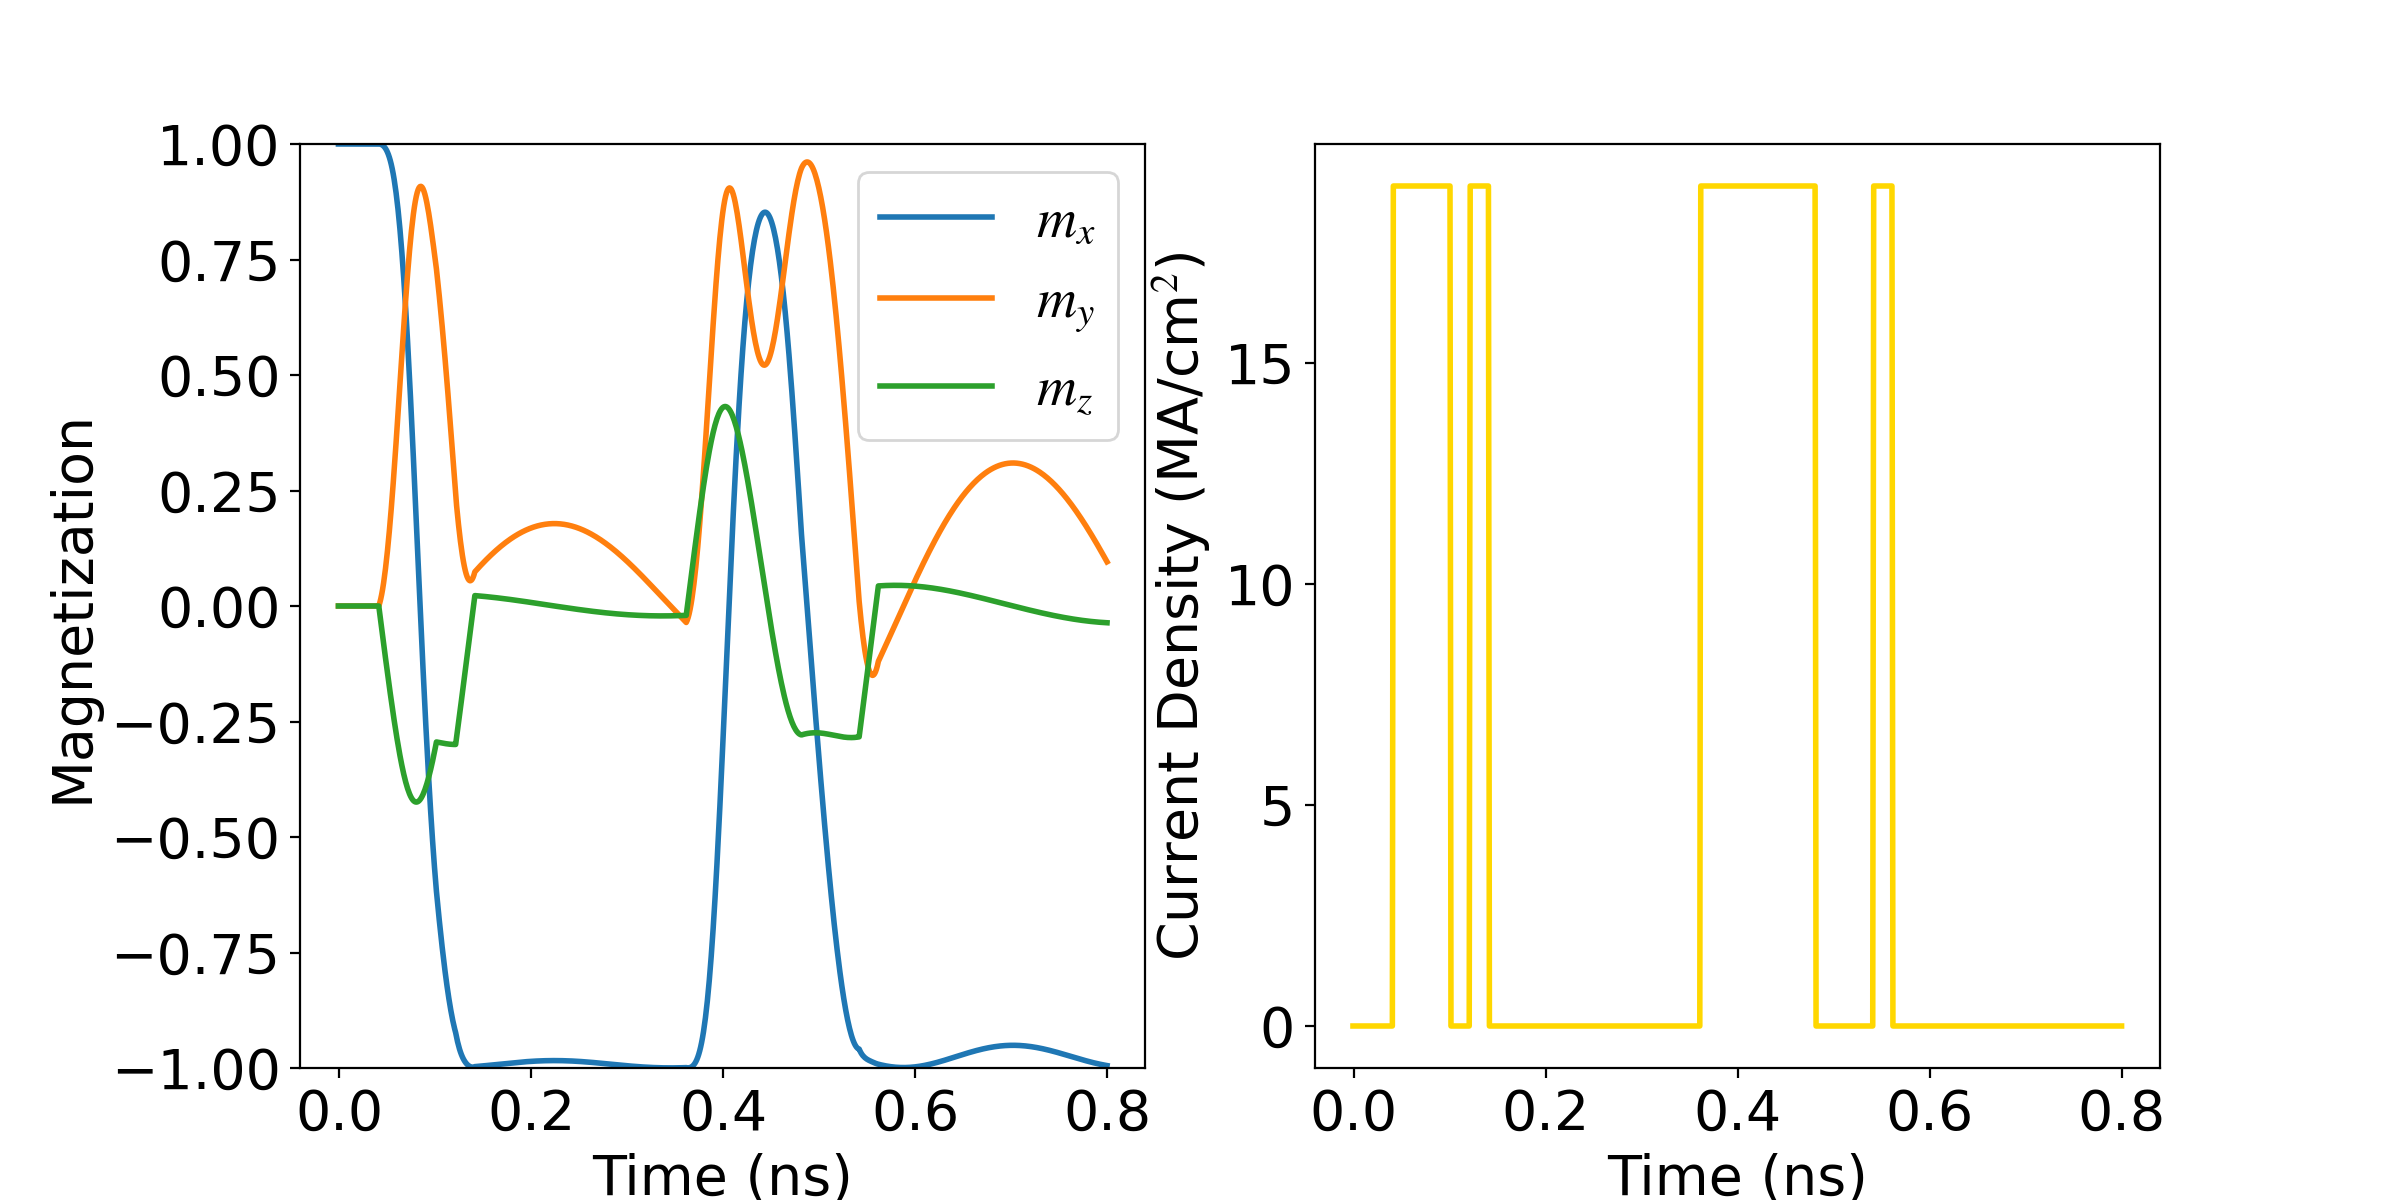 1.00
0.75
0.50
0.25
0.00
−0.25
−0.50
−0.75
−1.00
Magnetization
0.0 0.2 0.4 0.6 0.8
Time (ns)
m_x
m_y
m_z
15
10
5
0
Current Density (MA/cm²)
0.0 0.2 0.4 0.6 0.8
Time (ns)